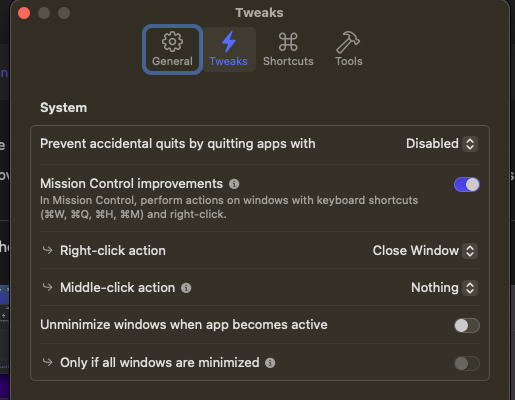 Tweaks
General
Tweaks
Shortcuts
Tools
System
Prevent accidental quits by quitting apps with
Disabled
Mission Control improvements
In Mission Control, perform actions on windows with keyboard shortcuts
(⌘W, ⌘Q, ⌘H, ⌘M) and right-click.
Right-click action
Close Window
Middle-click action
Nothing
Unminimize windows when app becomes active
Only if all windows are minimized